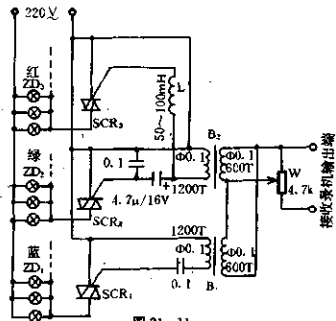 220V
红
ZD₃
SCR₃
50～100mH
L
B₂
绿
ZD₂
0.1
Φ0.1
Φ0.1
600T
W
4.7k
4.7μ/16V
+
1200T
SCR₂
接收录机输出端
蓝
ZD₁
1200T
Φ0.1
Φ0.1
600T
SCR₁
0.1
B₁